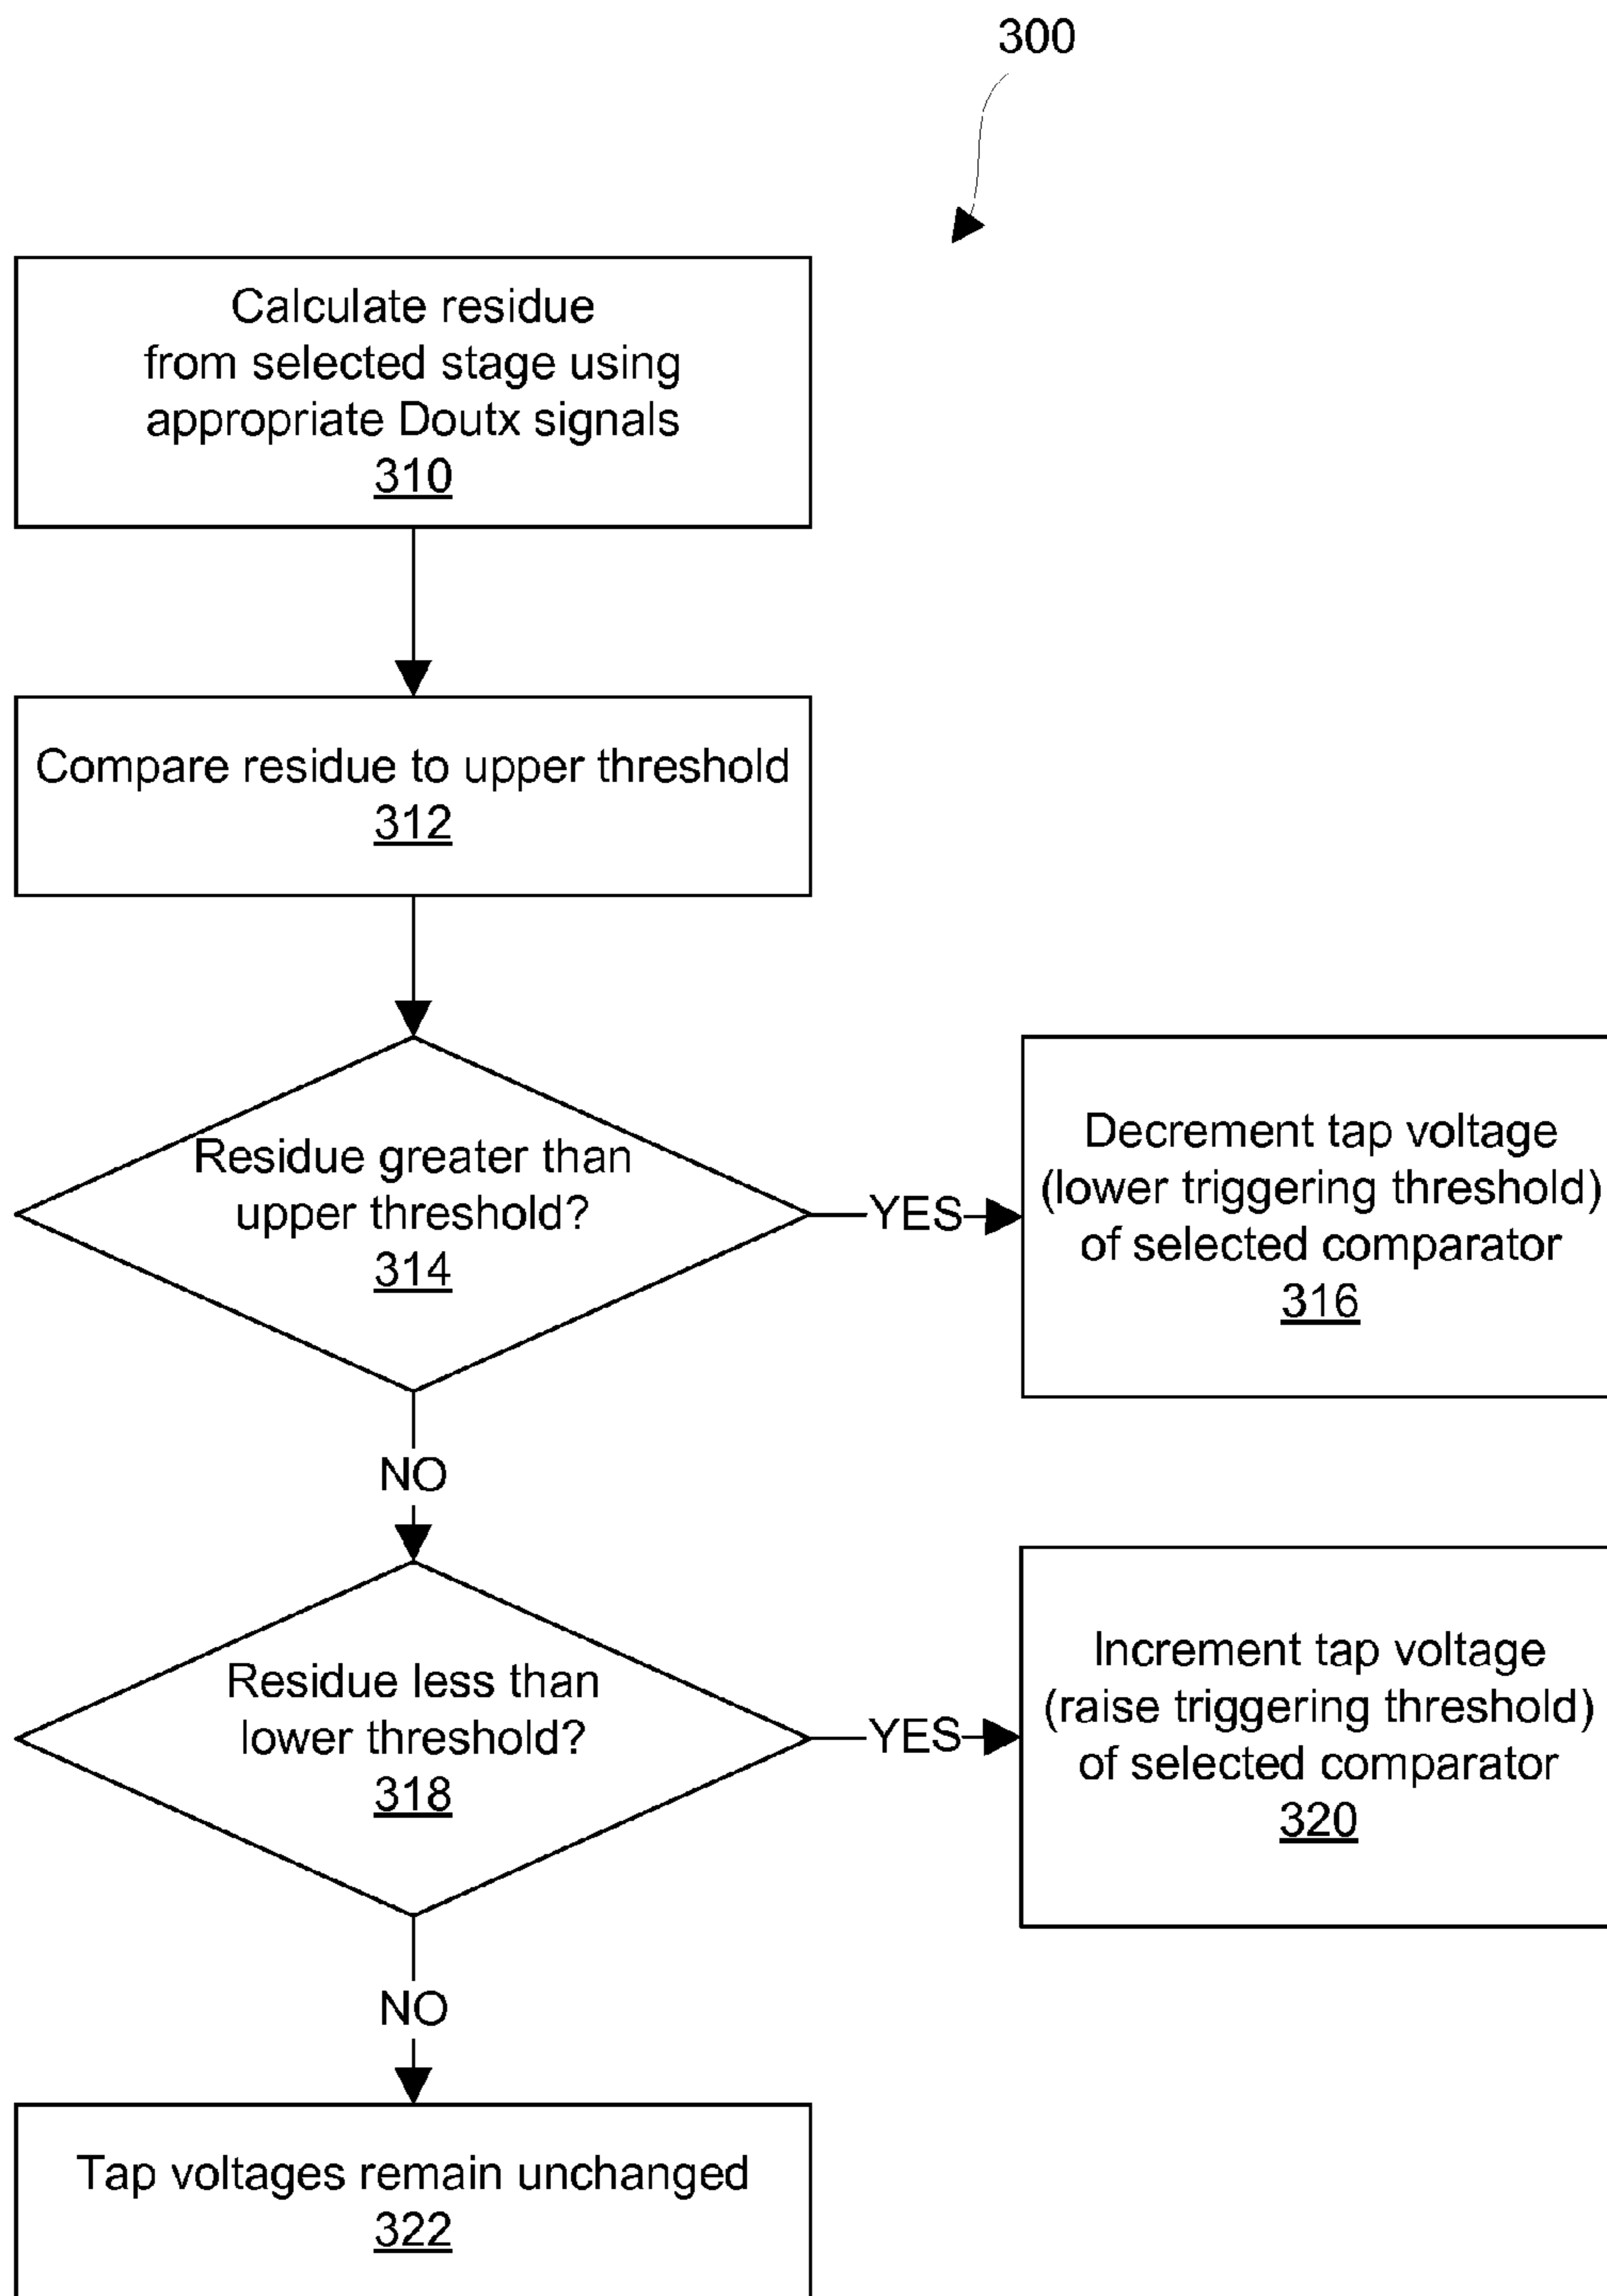 300
Calculate residue
from selected stage using
appropriate Doutx signals
310
Compare residue to upper threshold
312
Residue greater than
upper threshold?
314
YES
Decrement tap voltage
(lower triggering threshold)
of selected comparator
316
NO
Residue less than
lower threshold?
318
YES
Increment tap voltage
(raise triggering threshold)
of selected comparator
320
NO
Tap voltages remain unchanged
322